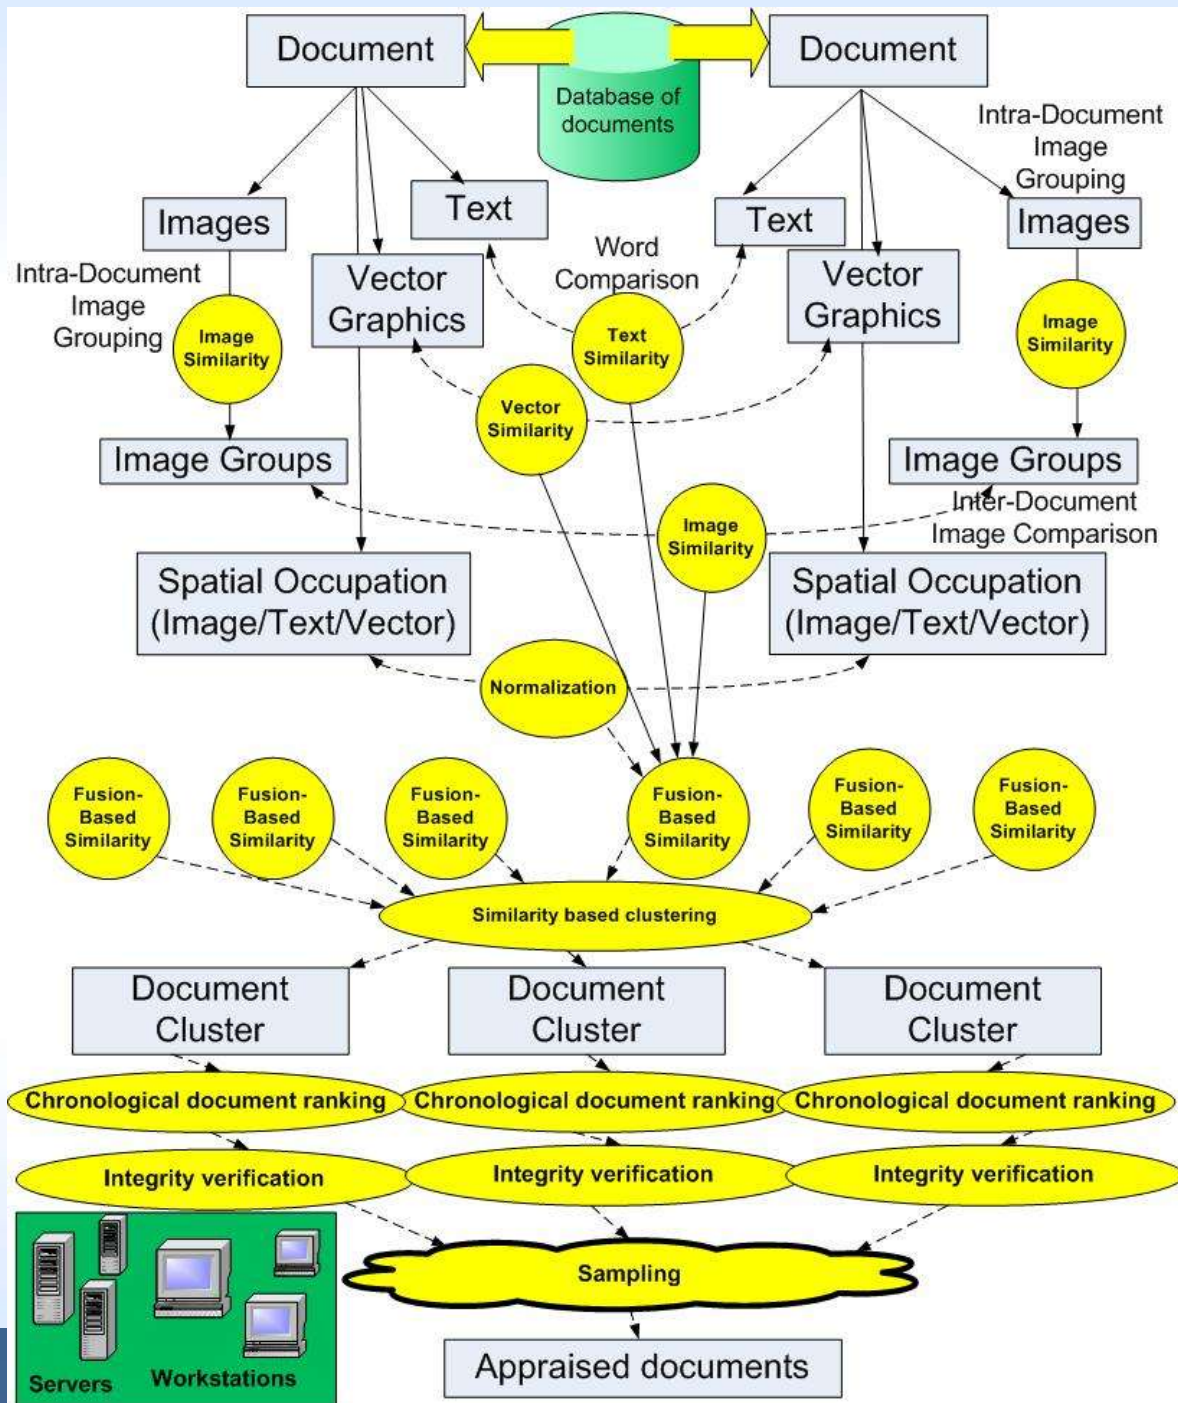 Document
Database of
documents
Document
Intra-Document
Image
Grouping
Images
Text
Text
Images
Intra-Document
Image
Grouping
Image
Similarity
Vector
Graphics
Word
Comparison
Text
Similarity
Vector
Graphics
Image
Similarity
Vector
Similarity
Image Groups
Image Groups
Image
Similarity
Inter-Document
Image Comparison
Spatial Occupation
(Image/Text/Vector)
Spatial Occupation
(Image/Text/Vector)
Normalization
Fusion-
Based
Similarity
Fusion-
Based
Similarity
Fusion-
Based
Similarity
Fusion-
Based
Similarity
Fusion-
Based
Similarity
Fusion-
Based
Similarity
Similarity based clustering
Document
Cluster
Document
Cluster
Document
Cluster
Chronological document ranking
Chronological document ranking
Chronological document ranking
Integrity verification
Integrity verification
Integrity verification
Sampling
Servers
Workstations
Appraised documents